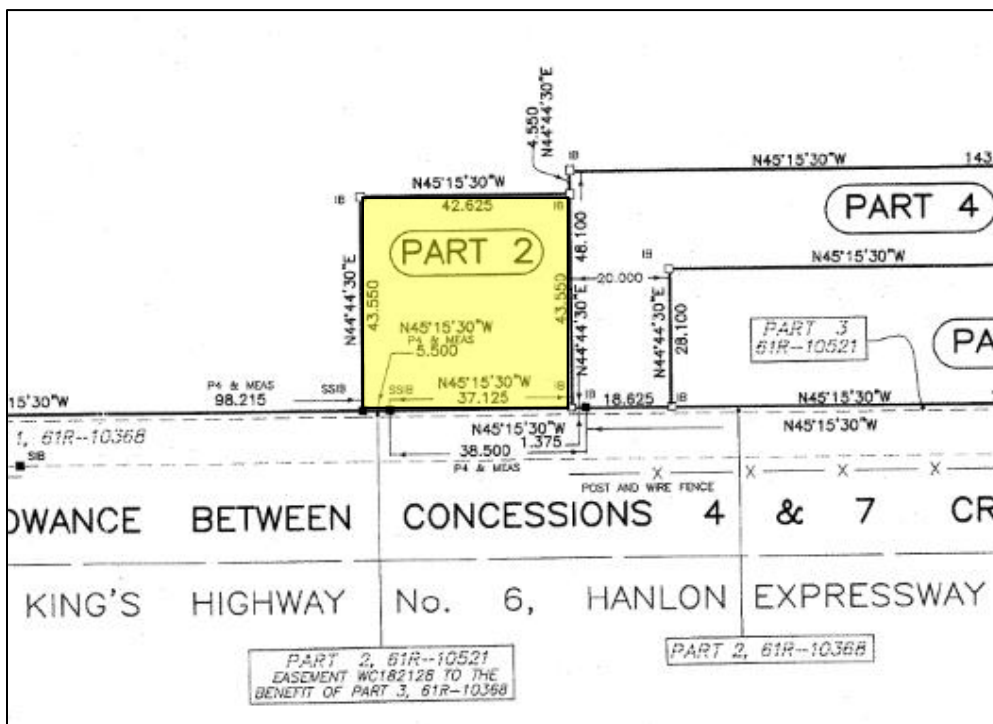 4.550
N44°44'30"E
IB
N45°15'30"W
143
N45°15'30"W
IB
42.625
IB
PART 4
PART 2
48.100
IB
N45°15'30"W
20.000
N44°44'30"E
43.550
43.550
N44°44'30"E
N44°44'30"E
28.100
N45°15'30"W
P4 & MEAS
5.500
PART 3
61R-10521
PA
15'30"W
P4 & MEAS
98.215
SSIB
SSIB
N45°15'30"W
37.125
IB
IB
18.625
IB
N45°15'30"W
1, 61R-10368
N45°15'30"W
1.375
N45°15'30"W
38.500
P4 & MEAS
SIB
X X X X
POST AND WIRE FENCE
OWANCE BETWEEN CONCESSIONS 4 & 7 CR
KING'S HIGHWAY No. 6, HANLON EXPRESSWAY
PART 2, 61R-10521
EASEMENT WC182128 TO THE
BENEFIT OF PART 3, 61R-10368
PART 2, 61R-10368